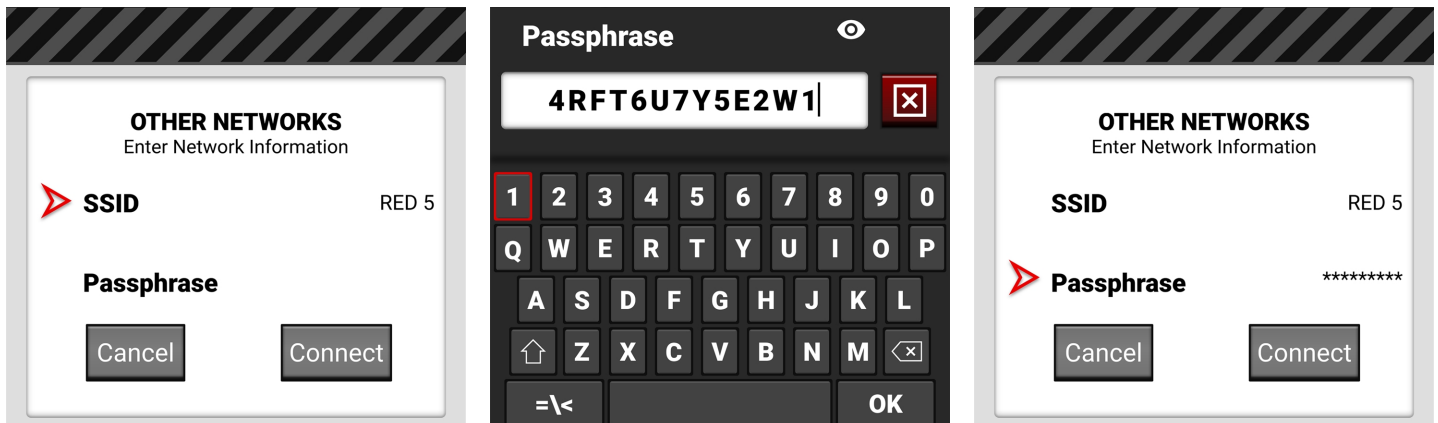 OTHER NETWORKS
Enter Network Information
SSID RED 5
Passphrase
Cancel Connect
Passphrase
4RFT6U7Y5E2W1
1 2 3 4 5 6 7 8 9 0
Q W E R T Y U I O P
A S D F G H J K L
Z X C V B N M
=\< OK
OTHER NETWORKS
Enter Network Information
SSID RED 5
Passphrase *********
Cancel Connect